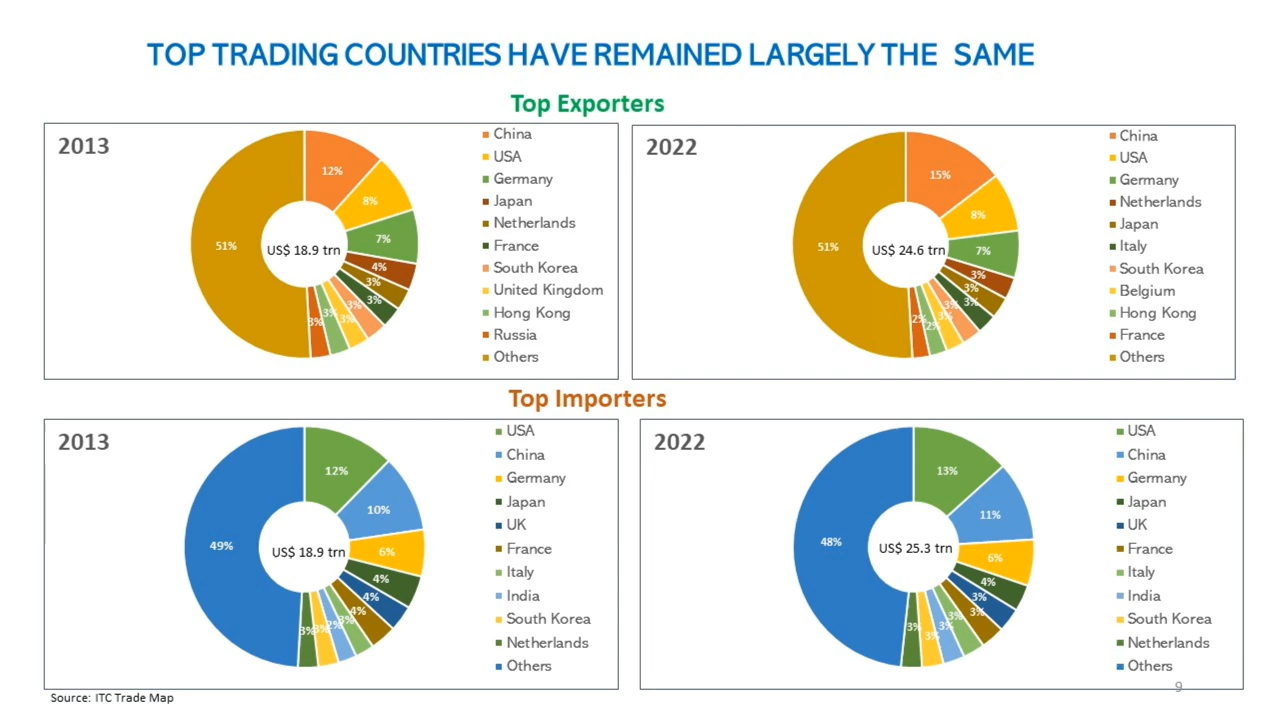 TOP TRADING COUNTRIES HAVE REMAINED LARGELY THE SAME
Top Exporters
2013
12%
8%
7%
4%
3%
3%
3%
3%
3%
3%
51%
US$ 18.9 trn
China
USA
Germany
Japan
Netherlands
France
South Korea
United Kingdom
Hong Kong
Russia
Others
2022
15%
8%
7%
3%
3%
3%
3%
3%
2%
2%
51%
US$ 24.6 trn
China
USA
Germany
Netherlands
Japan
Italy
South Korea
Belgium
Hong Kong
France
Others
Top Importers
2013
12%
10%
6%
4%
4%
4%
3%
2%
3%
3%
49%
US$ 18.9 trn
USA
China
Germany
Japan
UK
France
Italy
India
South Korea
Netherlands
Others
2022
13%
11%
6%
4%
3%
3%
3%
3%
3%
3%
48%
US$ 25.3 trn
USA
China
Germany
Japan
UK
France
Italy
India
South Korea
Netherlands
Others
9
Source: ITC Trade Map